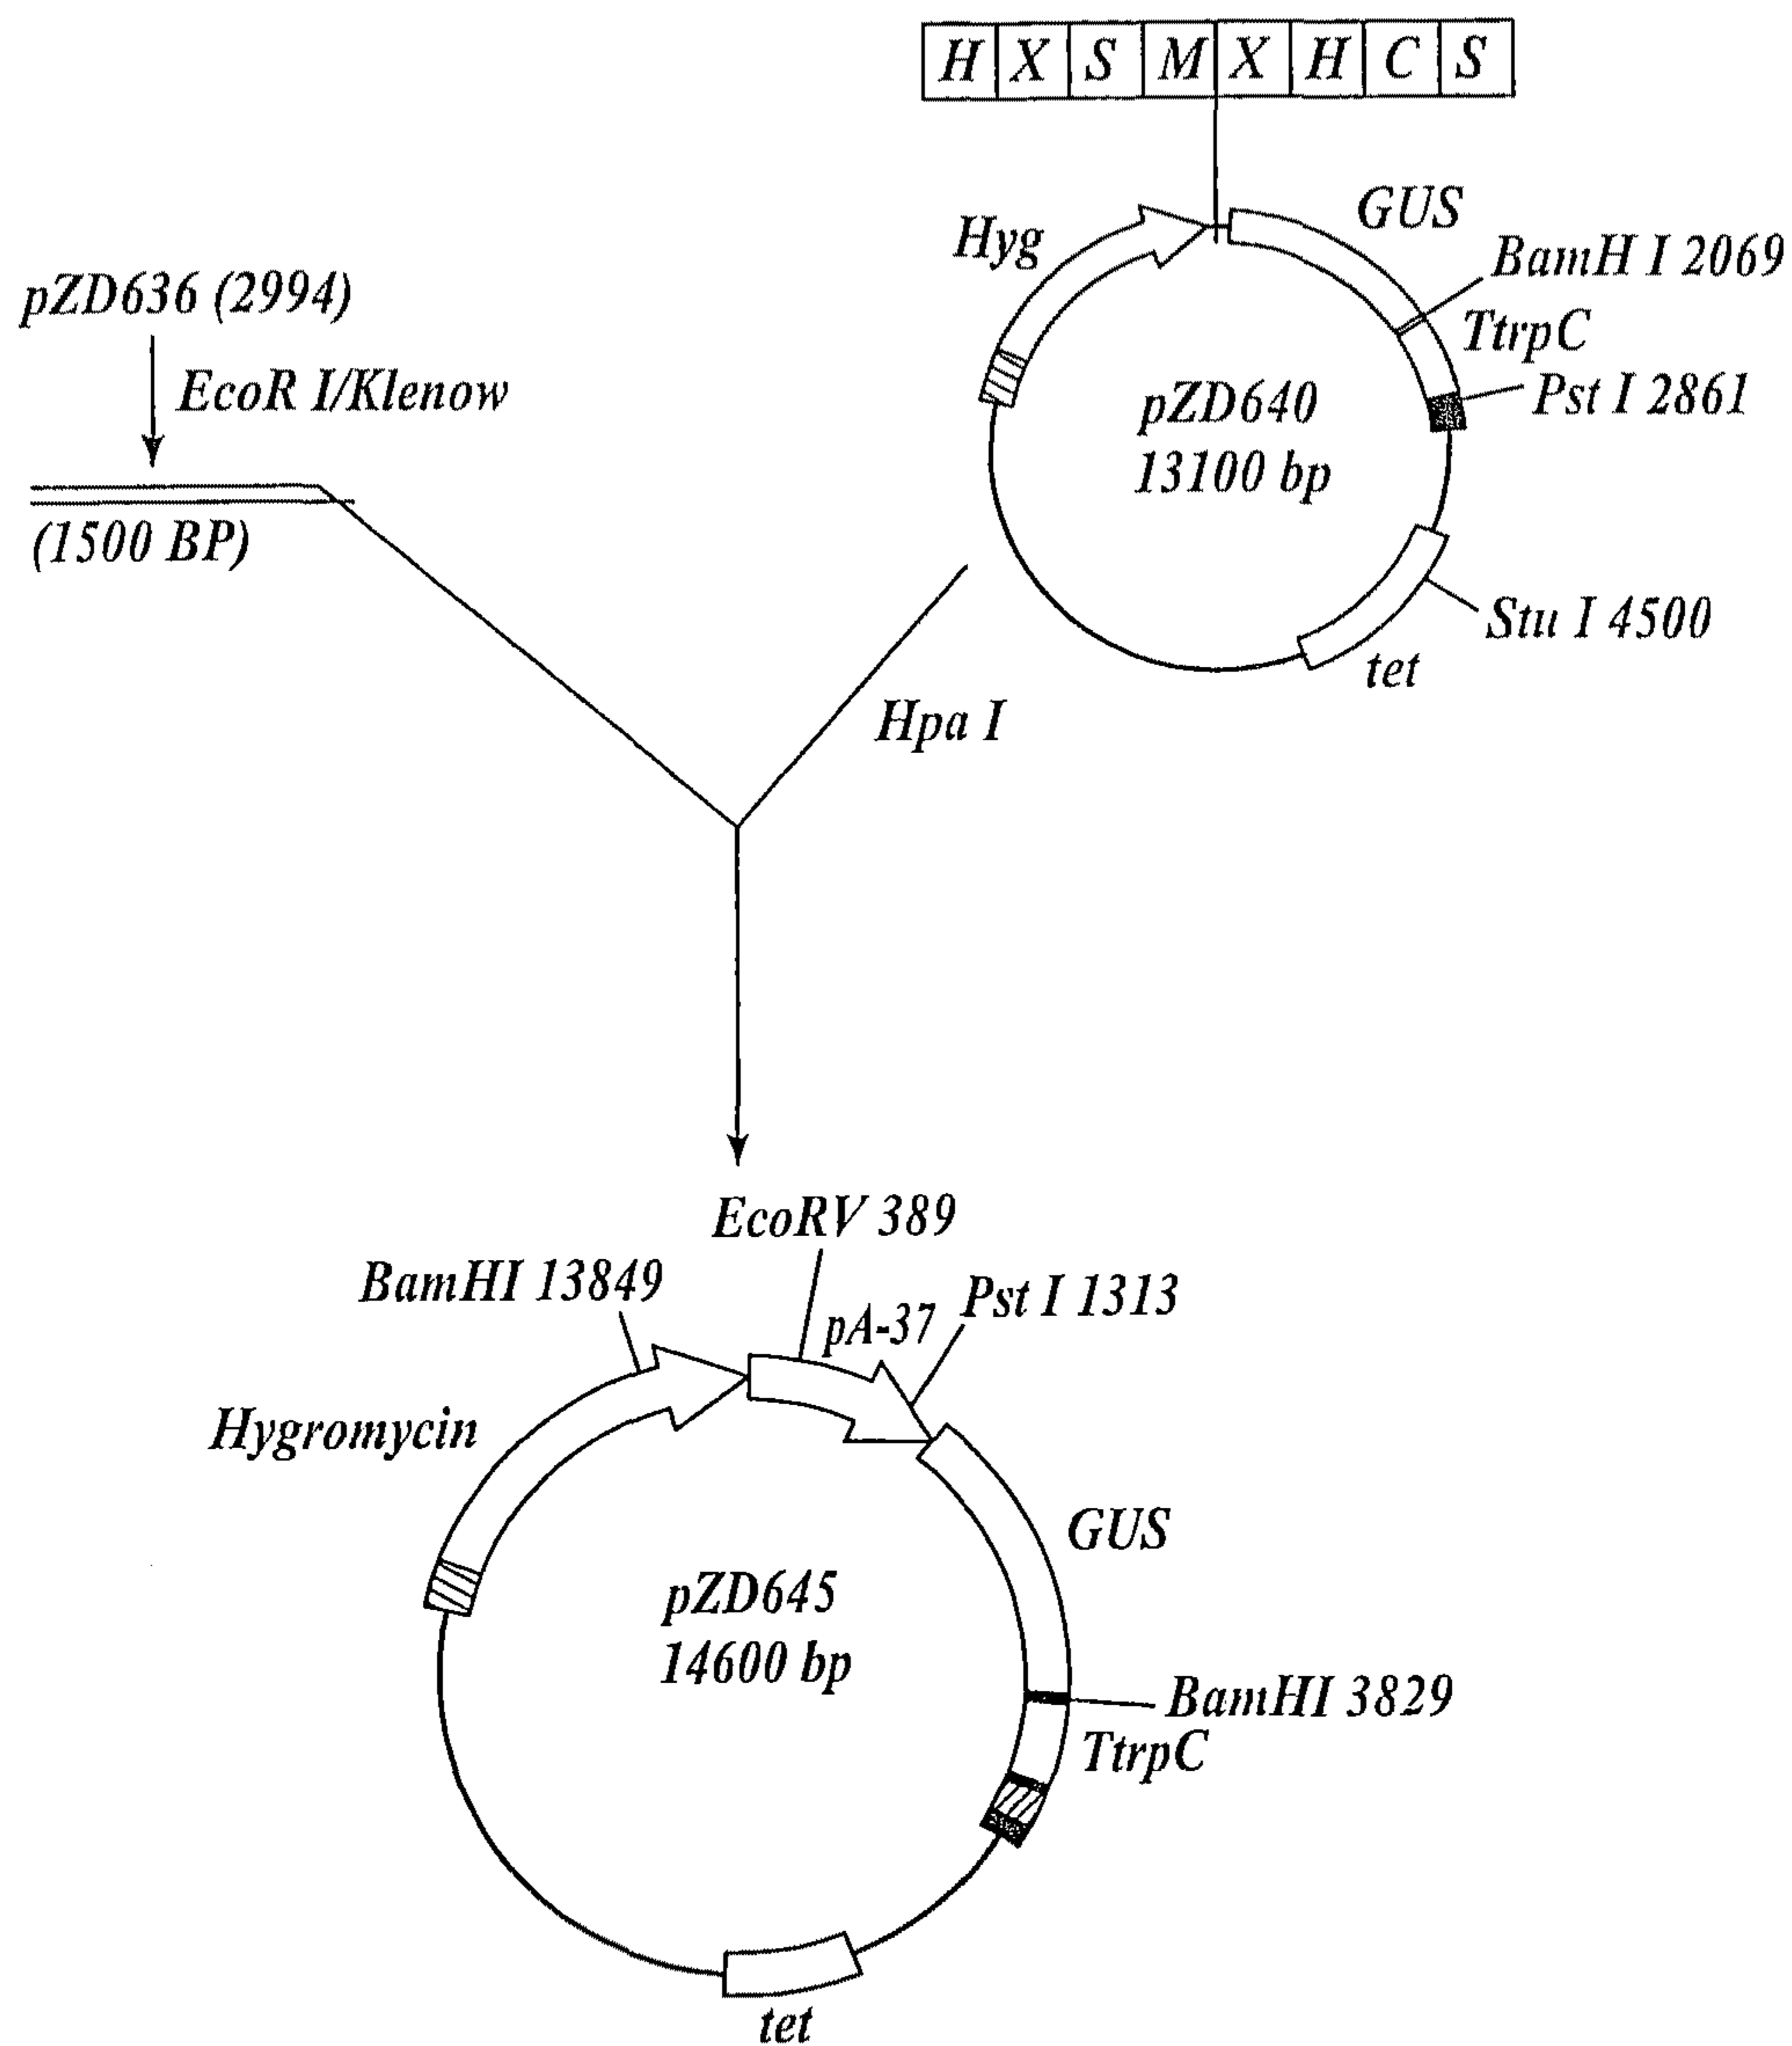 H X S M X H C S
GUS
Hyg
BamH I 2069
TtrpC
Pst I 2861
pZD640
13100 bp
Stu I 4500
tet
pZD636 (2994)
EcoR I/Klenow
(1500 BP)
Hpa I
EcoRV 389
BamHI 13849
pA-37
Pst I 1313
Hygromycin
GUS
pZD645
14600 bp
BamHI 3829
TtrpC
tet